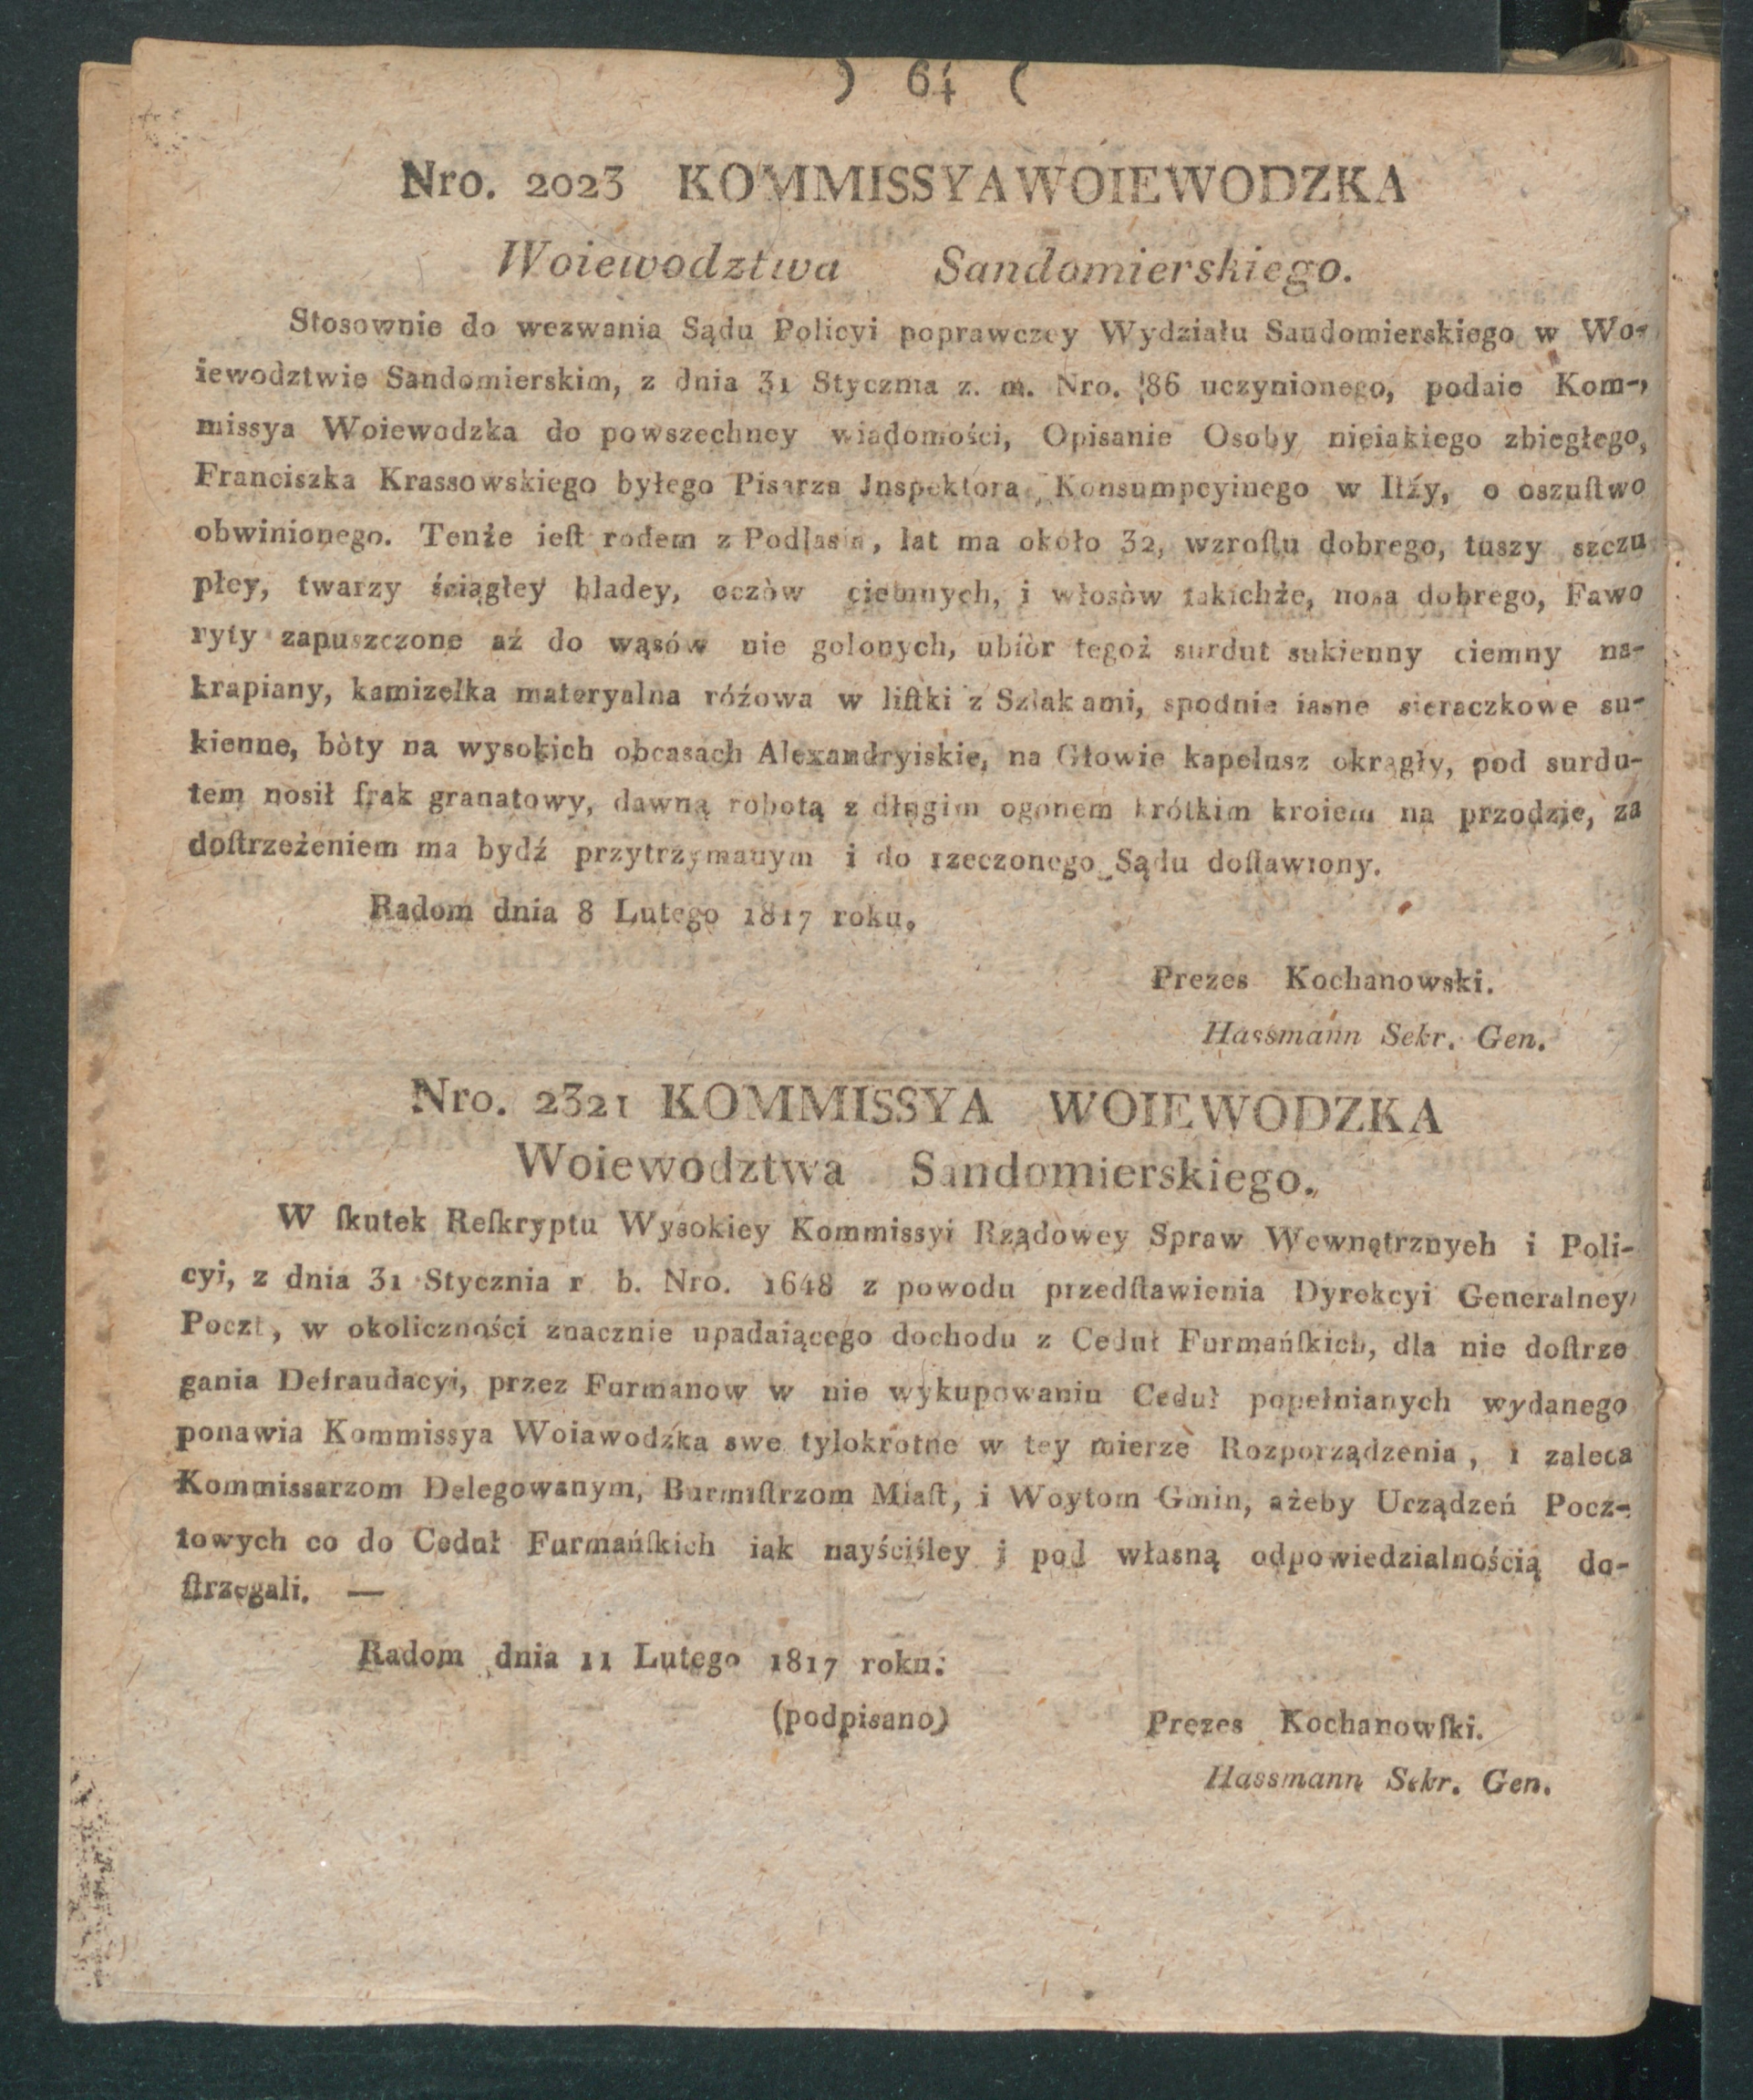 ) 64 (
Nro. 2023 KOMMISSYA WOIEWODZKA
Woiewodztwa Sandomierskiego.
Stosownie do wezwania Sądu Policyi poprawczey Wydziału Sandomierskiego w Wo-
iewodztwie Sandomierskim, z dnia 31 Stycznia z. m. Nro. 186 uczynionego, podaie Kom-
missya Woiewodzka do powszechney wiadomości, Opisanie Osoby nieiakiego zbiegłego,
Franciszka Krassowskiego byłego Pisarza Jnspektora Konsumpcyinego w Iłźy, o oszuſtwo
obwinionego. Tenże ieſt rodem z Podlasia, lat ma około 32, wzroſtu dobrego, tuszy szczu
płey, twarzy ściągłey bladey, oczòw ciemnych, i włosòw takichże, nosa dobrego, Fawo
ryty zapuszczone aź do wąsów nie golonych, ubiòr tegoż surdut sukienny ciemny na-
krapiany, kamizelka materyalna różowa w liſtki z Szlakami, spodnie iasne sieraczkowe su-
kienne, bòty na wysokich obcasach Alexandryiskie, na Głowie kapelusz okrągły, pod surdu-
tem nosił frak granatowy, dawną robotą z długim ogonem krótkim kroiem na przodzie, za
doſtrzeżeniem ma bydź przytrzymanym i do rzeczonego Sądu doſtawiony.
Radom dnia 8 Lutego 1817 roku.
Prezes Kochanowski.
Hassmann Sekr. Gen.
Nro. 2321 KOMMISSYA WOIEWODZKA
Woiewodztwa Sandomierskiego.
W ſkutek Reſkryptu Wysokiey Kommissyi Rządowey Spraw Wewnętrznych i Poli-
cyi, z dnia 31 Stycznia r b. Nro. 1648 z powodu przedſtawienia Dyrekcyi Generalney
Poczt, w okoliczności znacznie upadaiącego dochodu z Ceduł Furmańſkich, dla nie doſtrze
gania Defraudacyi, przez Furmanow w nie wykupowaniu Ceduł popełnianych wydanego
ponawia Kommissya Woiawodzka swe tylokrotne w tey mierze Rozporządzenia, i zaleca
Kommissarzom Delegowanym, Burmiſtrzom Miaſt, i Woytom Gmin, ażeby Urządzeń Pocz-
towych co do Ceduł Furmańſkich iak nayściśley j pod własną odpowiedzialnością do-
ſtrzegali. —
Radom dnia 11 Lutego 1817 roku.
(podpisano) Prezes Kochanowſki.
Hassmann Sekr. Gen.